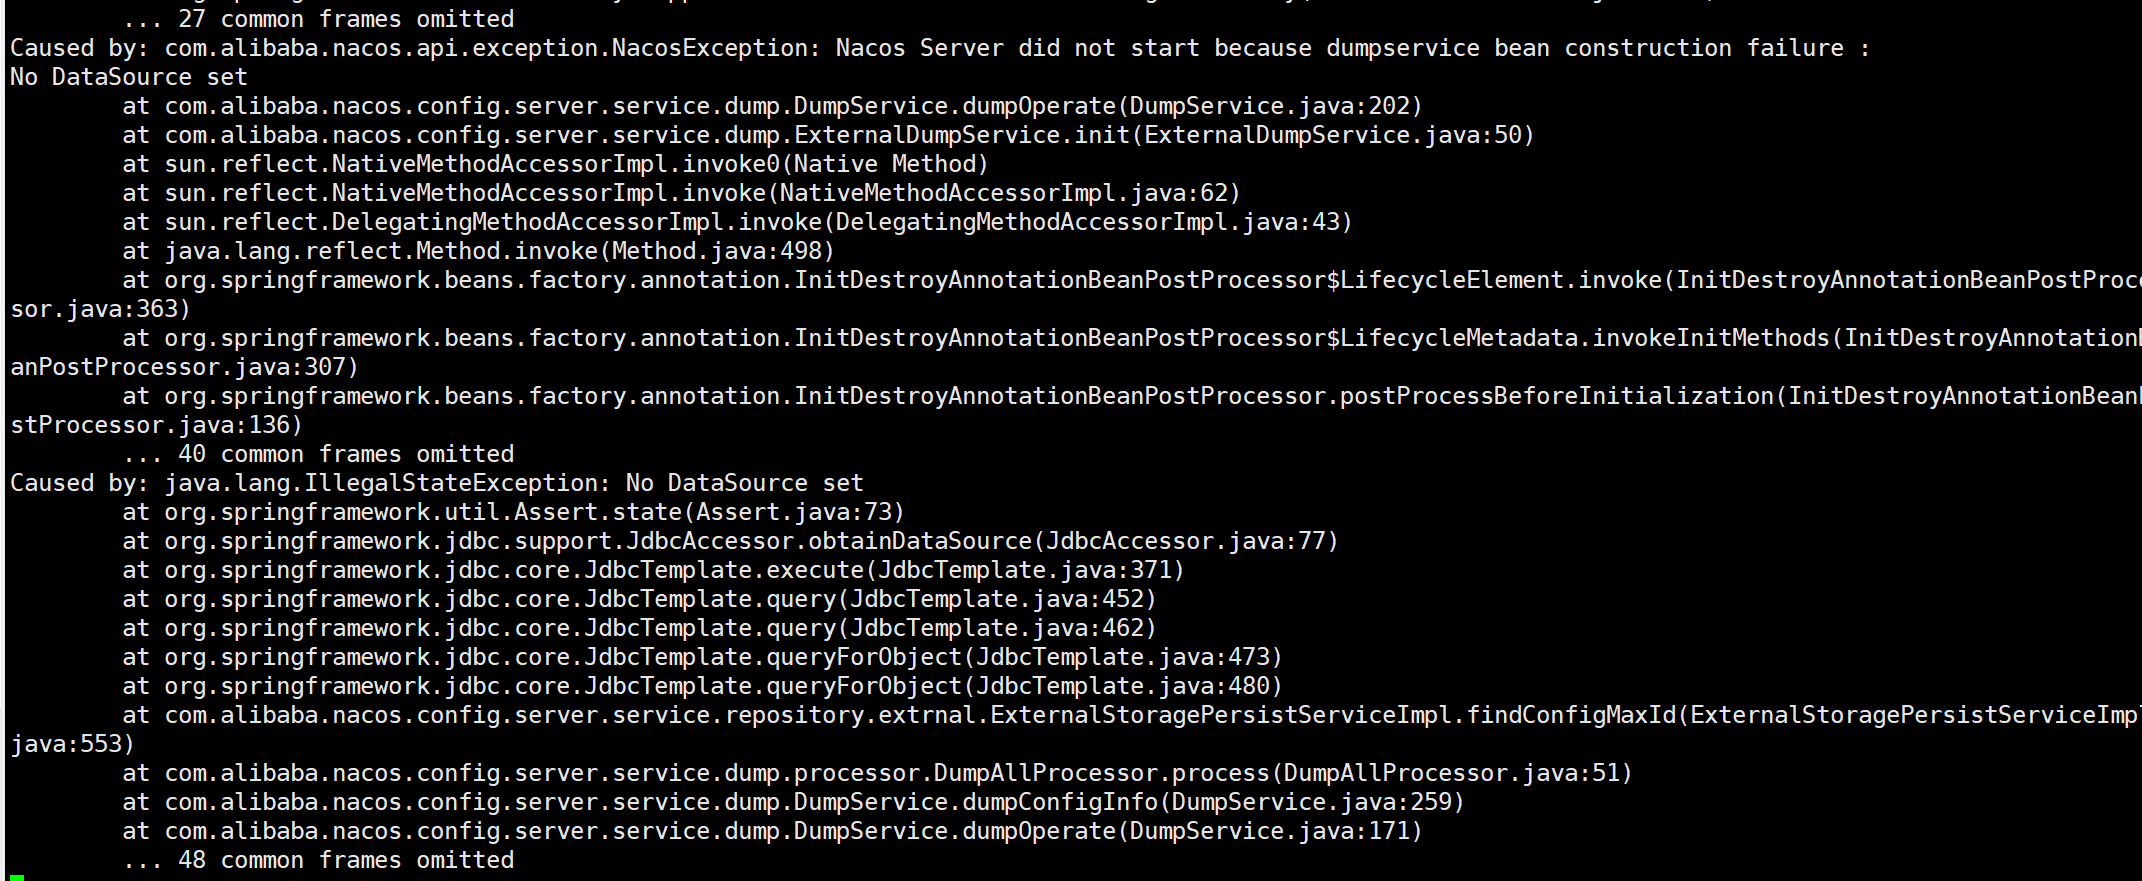 ... 27 common frames omitted
Caused by: com.alibaba.nacos.api.exception.NacosException: Nacos Server did not start because dumpservice bean construction failure :
No DataSource set
at com.alibaba.nacos.config.server.service.dump.DumpService.dumpOperate(DumpService.java:202)
at com.alibaba.nacos.config.server.service.dump.ExternalDumpService.init(ExternalDumpService.java:50)
at sun.reflect.NativeMethodAccessorImpl.invoke0(Native Method)
at sun.reflect.NativeMethodAccessorImpl.invoke(NativeMethodAccessorImpl.java:62)
at sun.reflect.DelegatingMethodAccessorImpl.invoke(DelegatingMethodAccessorImpl.java:43)
at java.lang.reflect.Method.invoke(Method.java:498)
at org.springframework.beans.factory.annotation.InitDestroyAnnotationBeanPostProcessor$LifecycleElement.invoke(InitDestroyAnnotationBeanPostProc
sor.java:363)
at org.springframework.beans.factory.annotation.InitDestroyAnnotationBeanPostProcessor$LifecycleMetadata.invokeInitMethods(InitDestroyAnnotation
anPostProcessor.java:307)
at org.springframework.beans.factory.annotation.InitDestroyAnnotationBeanPostProcessor.postProcessBeforeInitialization(InitDestroyAnnotationBean
stProcessor.java:136)
... 40 common frames omitted
Caused by: java.lang.IllegalStateException: No DataSource set
at org.springframework.util.Assert.state(Assert.java:73)
at org.springframework.jdbc.support.JdbcAccessor.obtainDataSource(JdbcAccessor.java:77)
at org.springframework.jdbc.core.JdbcTemplate.execute(JdbcTemplate.java:371)
at org.springframework.jdbc.core.JdbcTemplate.query(JdbcTemplate.java:452)
at org.springframework.jdbc.core.JdbcTemplate.query(JdbcTemplate.java:462)
at org.springframework.jdbc.core.JdbcTemplate.queryForObject(JdbcTemplate.java:473)
at org.springframework.jdbc.core.JdbcTemplate.queryForObject(JdbcTemplate.java:480)
at com.alibaba.nacos.config.server.service.repository.extrnal.ExternalStoragePersistServiceImpl.findConfigMaxId(ExternalStoragePersistServiceImpl
java:553)
at com.alibaba.nacos.config.server.service.dump.processor.DumpAllProcessor.process(DumpAllProcessor.java:51)
at com.alibaba.nacos.config.server.service.dump.DumpService.dumpConfigInfo(DumpService.java:259)
at com.alibaba.nacos.config.server.service.dump.DumpService.dumpOperate(DumpService.java:171)
... 48 common frames omitted